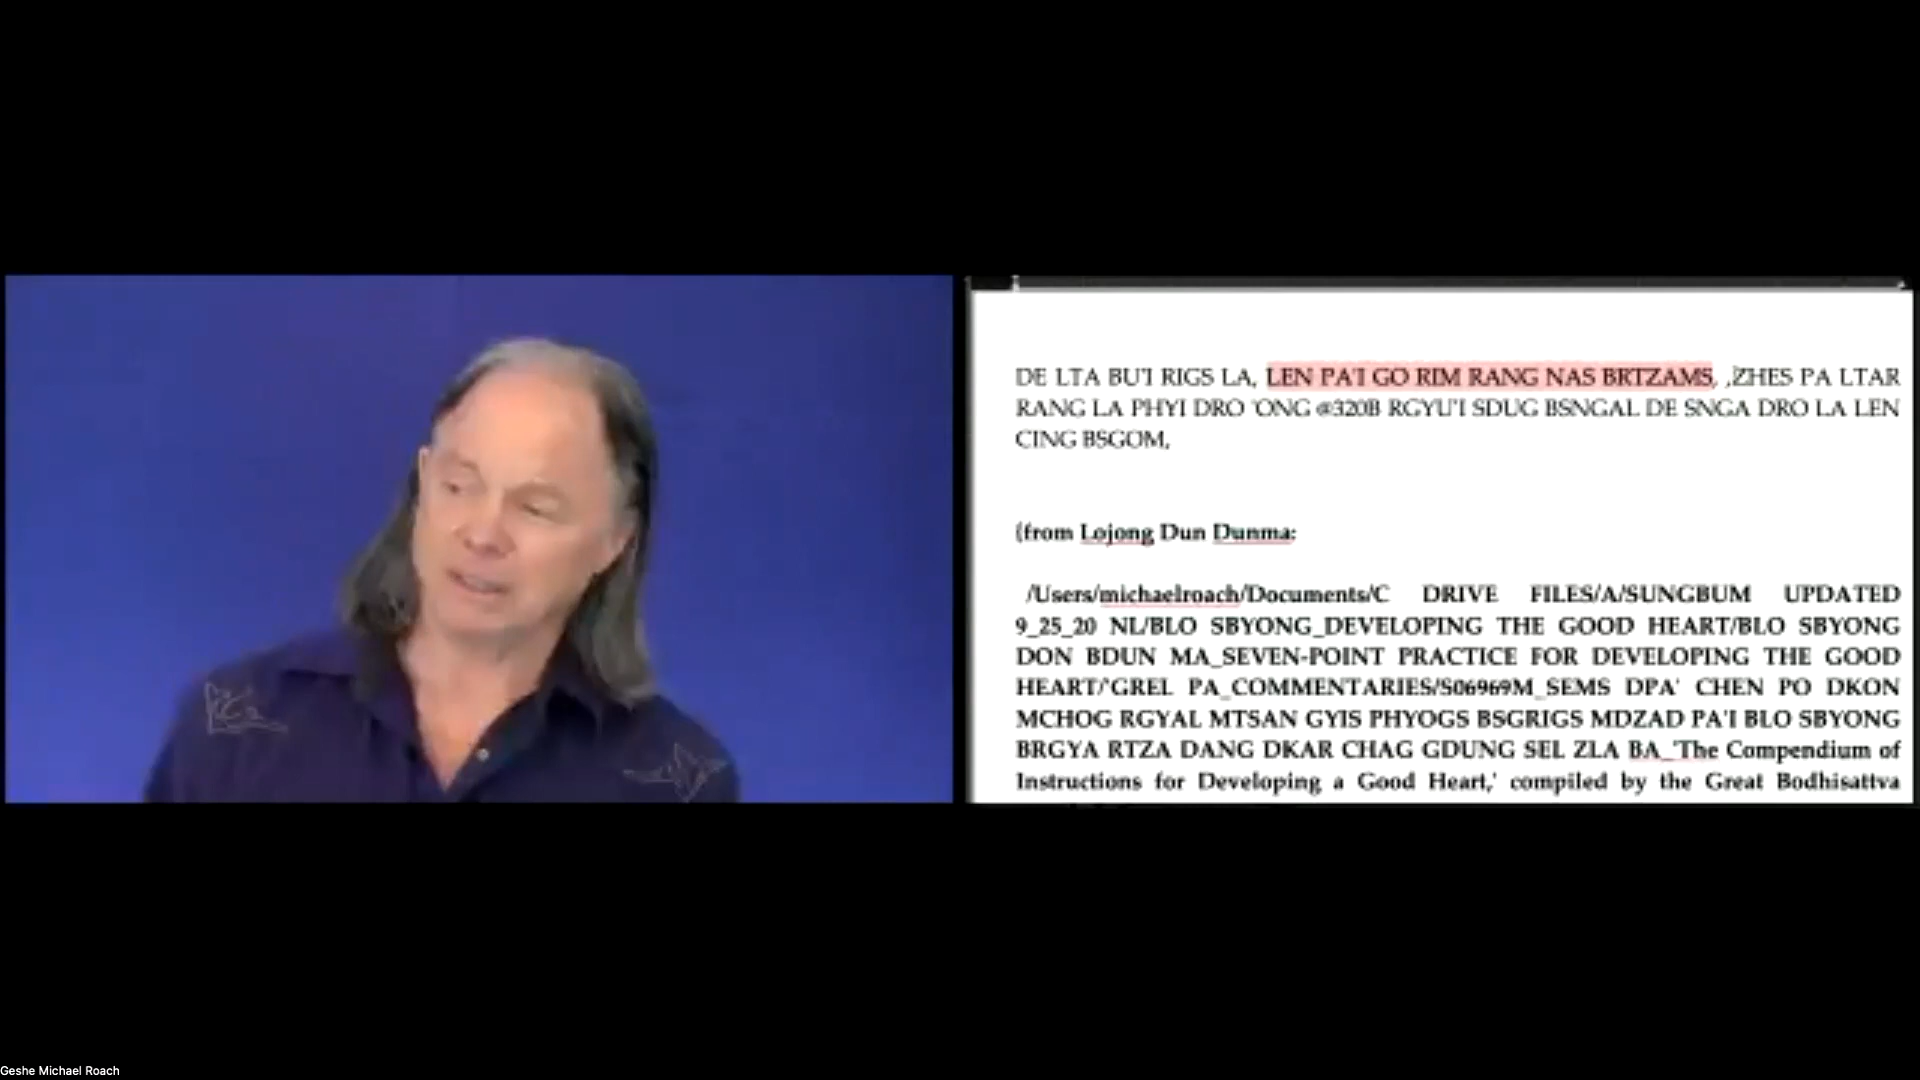 DE LTA BU'I RIGS LA, LEN PA'I GO RIM RANG NAS BRTZAMS, ,ZHES PA LTAR
RANG LA PHYI DRO 'ONG @320B RGYU'I SDUG BSNGAL DE SNGA DRO LA LEN
CING BSGOM,
(from Lojong Dun Dunma:
/Users/michaelroach/Documents/C DRIVE FILES/A/SUNGBUM UPDATED
9_25_20 NL/BLO SBYONG_DEVELOPING THE GOOD HEART/BLO SBYONG
DON BDUN MA_SEVEN-POINT PRACTICE FOR DEVELOPING THE GOOD
HEART/'GREL PA_COMMENTARIES/S06969M_SEMS DPA' CHEN PO DKON
MCHOG RGYAL MTSAN GYIS PHYOGS BSGRIGS MDZAD PA'I BLO SBYONG
BRGYA RTZA DANG DKAR CHAG GDUNG SEL ZLA BA_'The Compendium of
Instructions for Developing a Good Heart,' compiled by the Great Bodhisattva
Geshe Michael Roach